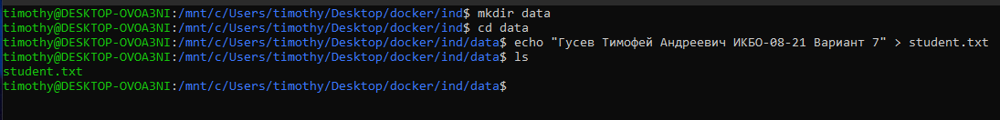 timothy@DESKTOP-OVOA3NI:/mnt/c/Users/timothy/Desktop/docker/ind$ mkdir data
timothy@DESKTOP-OVOA3NI:/mnt/c/Users/timothy/Desktop/docker/ind$ cd data
timothy@DESKTOP-OVOA3NI:/mnt/c/Users/timothy/Desktop/docker/ind/data$ echo "Гусев Тимофей Андреевич ИКБО-08-21 Вариант 7" > student.txt
timothy@DESKTOP-OVOA3NI:/mnt/c/Users/timothy/Desktop/docker/ind/data$ ls
student.txt
timothy@DESKTOP-OVOA3NI:/mnt/c/Users/timothy/Desktop/docker/ind/data$